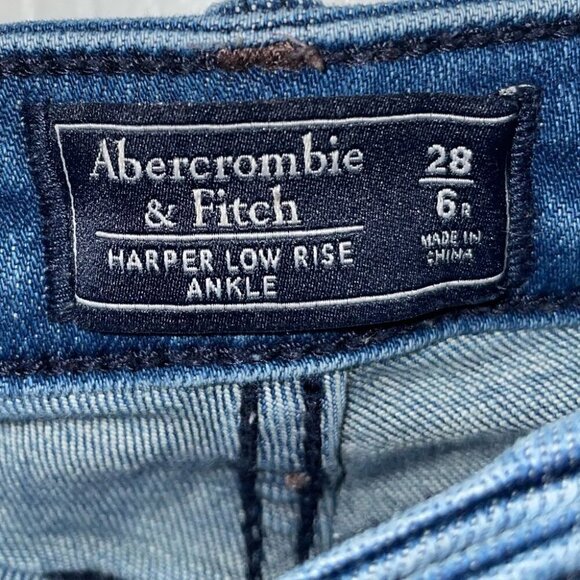 Abercrombie
& Fitch
HARPER LOW RISE
ANKLE
28
6R
MADE IN
CHINA